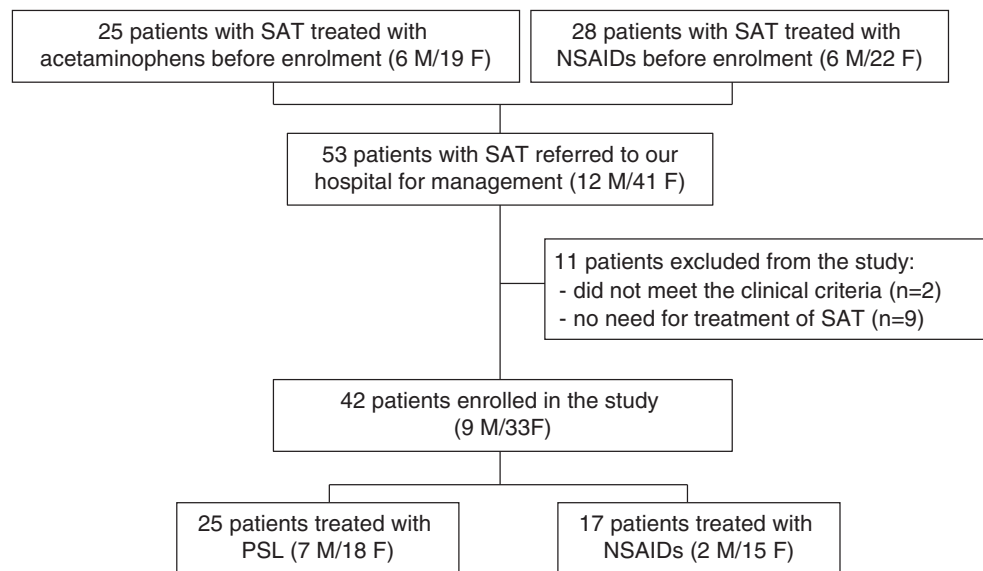 25 patients with SAT treated with
acetaminophens before enrolment (6 M/19 F)
28 patients with SAT treated with
NSAIDs before enrolment (6 M/22 F)
53 patients with SAT referred to our
hospital for management (12 M/41 F)
11 patients excluded from the study:
- did not meet the clinical criteria (n=2)
- no need for treatment of SAT (n=9)
42 patients enrolled in the study
(9 M/33F)
25 patients treated with
PSL (7 M/18 F)
17 patients treated with
NSAIDs (2 M/15 F)